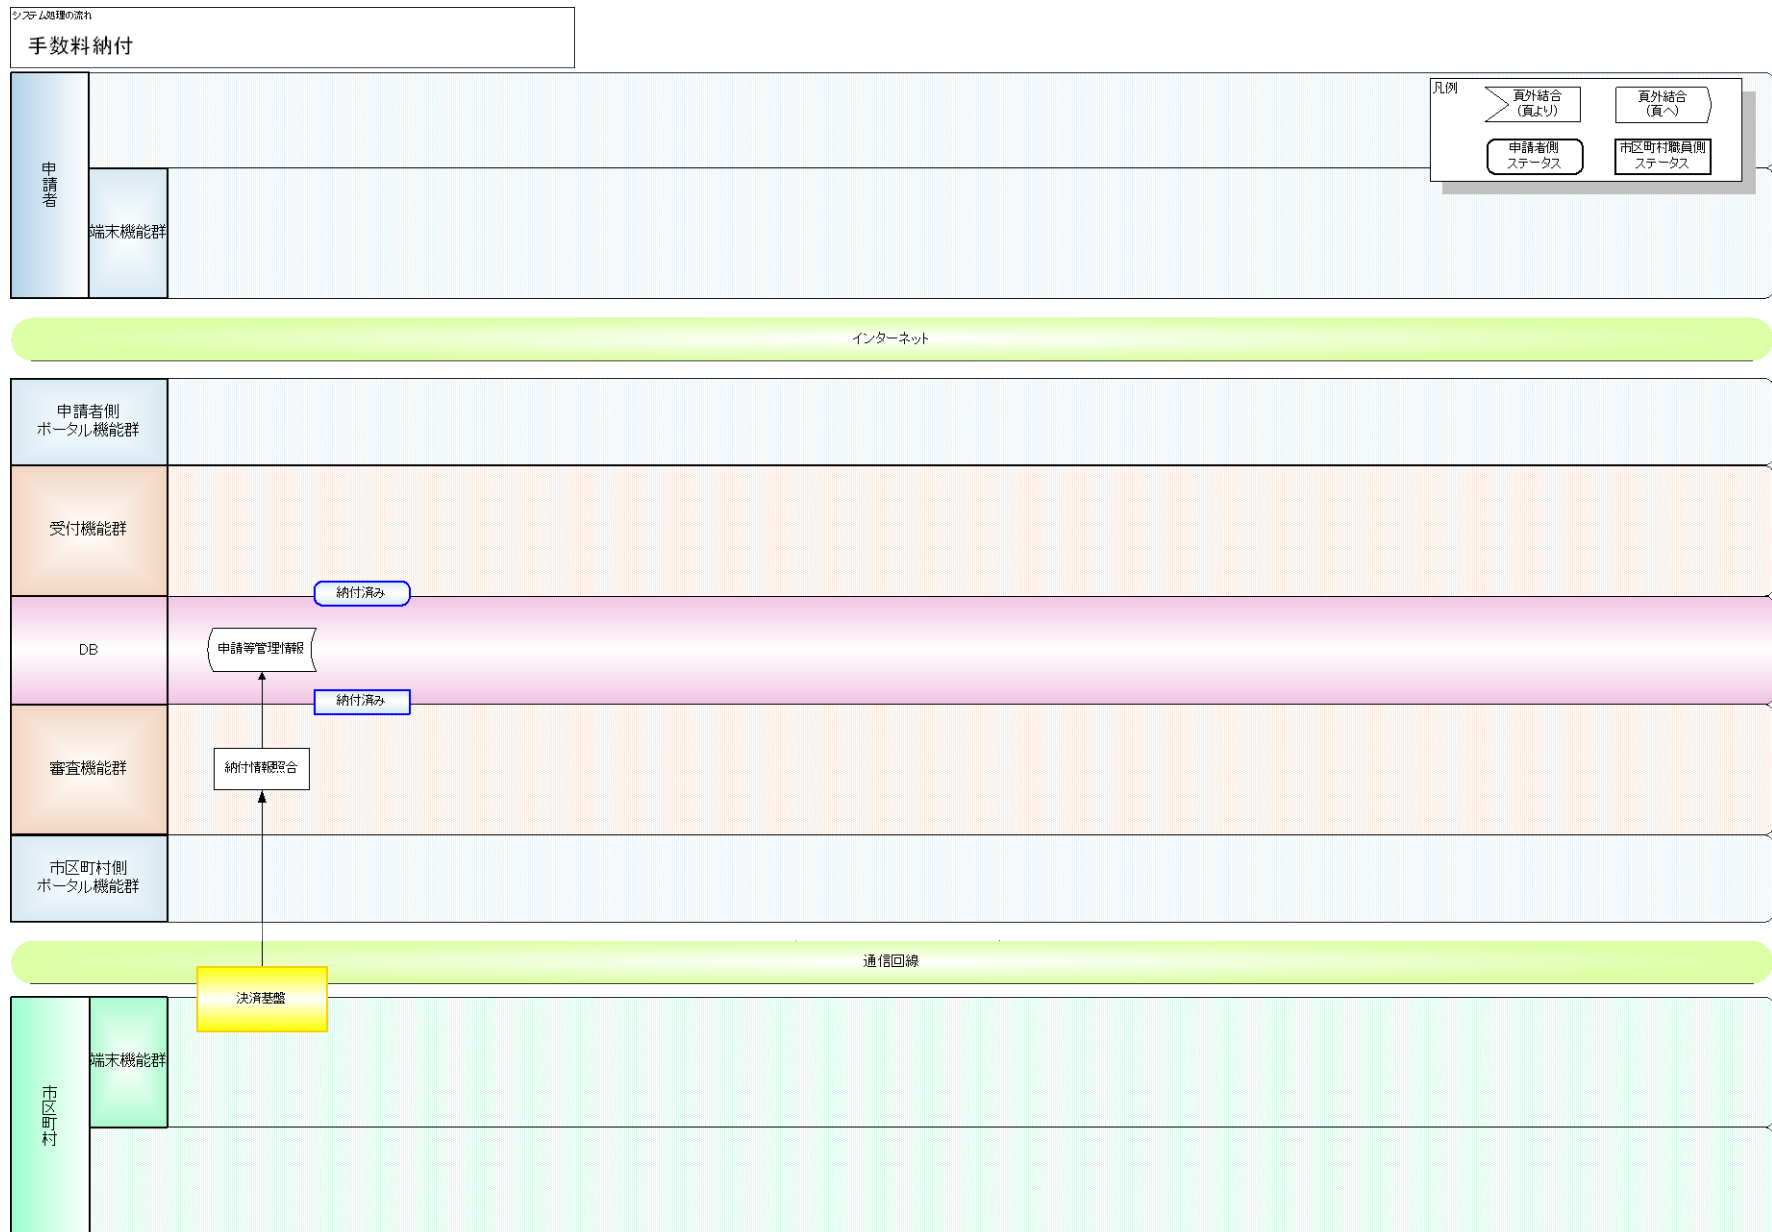 システム処理の流れ
手数料納付
凡例
頁外結合
(頁より)
頁外結合
(頁へ)
申請者側
ステータス
市区町村職員側
ステータス
申請者
端末機能群
インターネット
申請者側
ポータル機能群
受付機能群
納付済み
DB
申請等管理情報
納付済み
審査機能群
納付情報照合
市区町村側
ポータル機能群
通信回線
決済基盤
端末機能群
市区町村